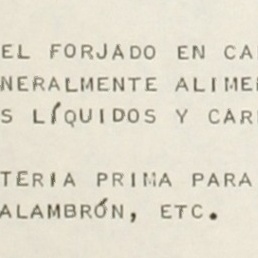 EL FORJADO EN CA
NERALMENTE ALIME
S LÍQUIDOS Y CAR
TERIA PRIMA PARA
ALAMBRÓN, ETC.